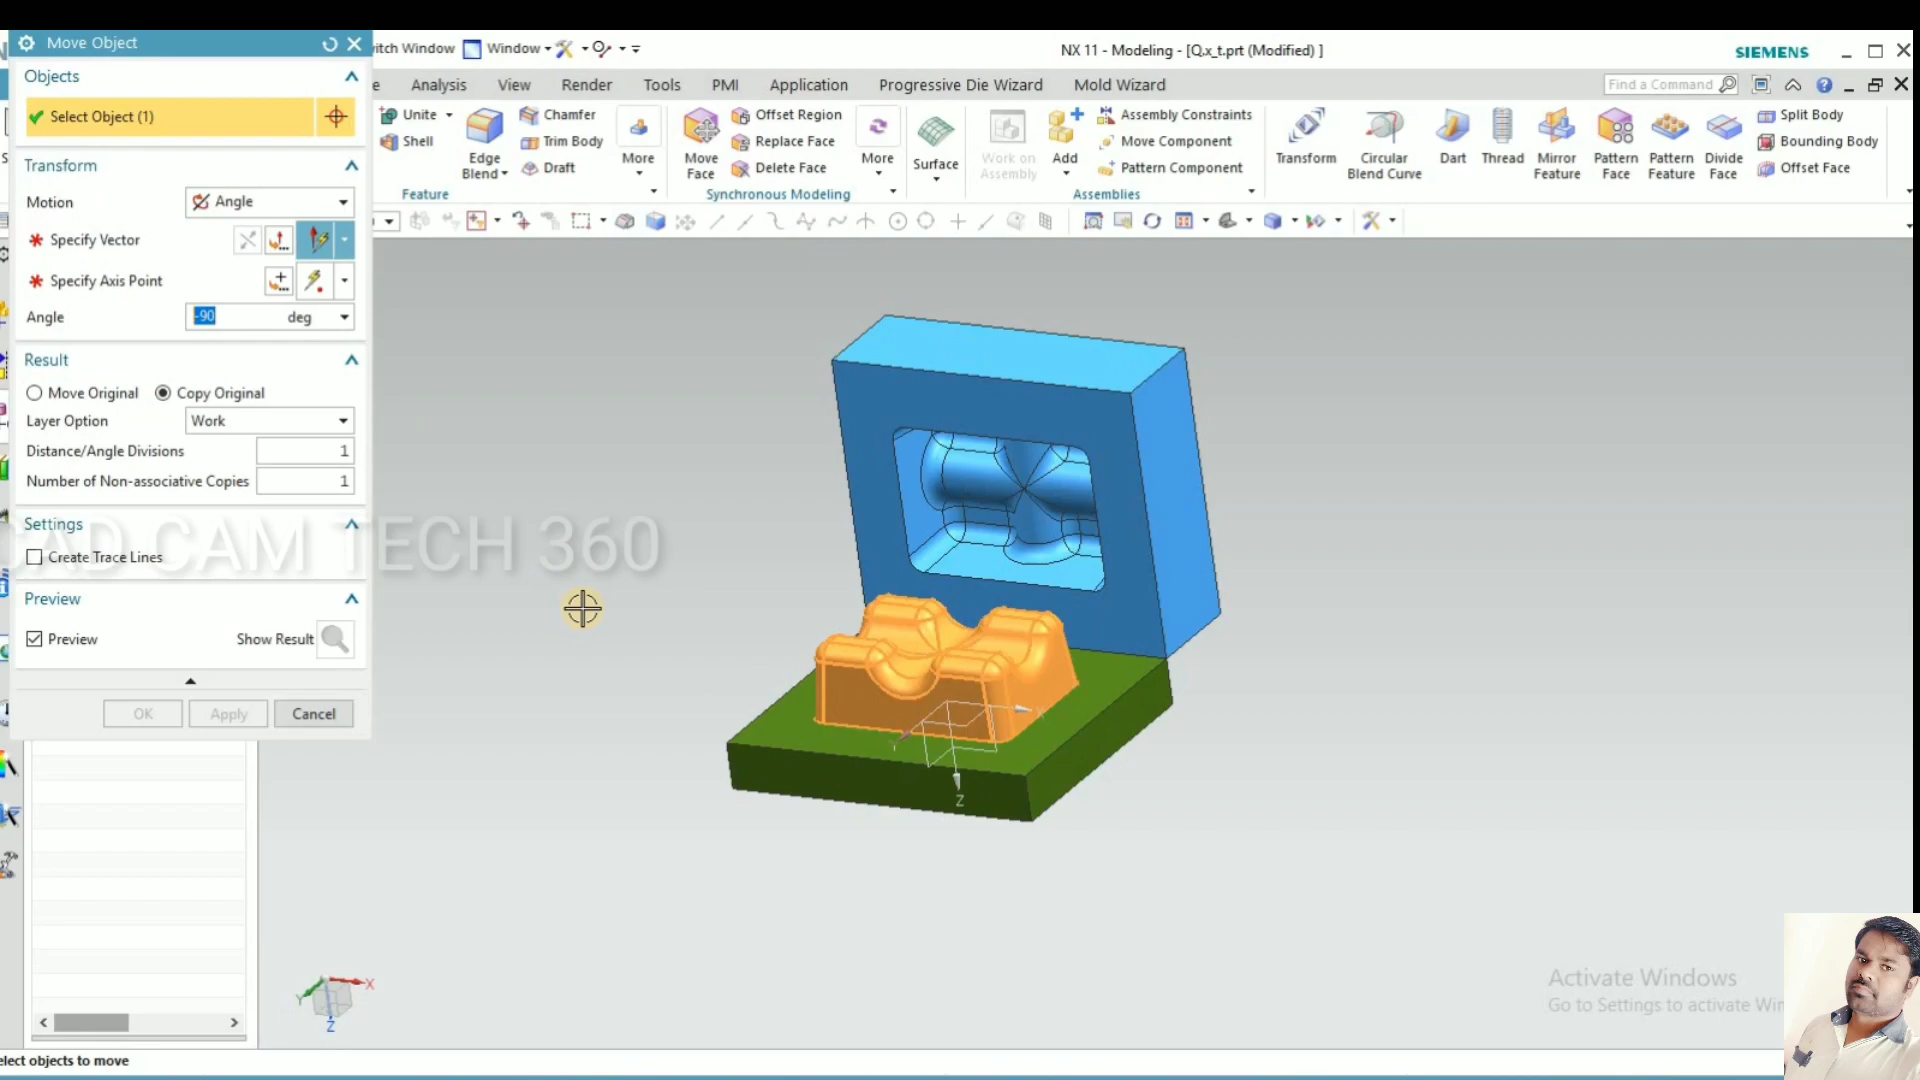 Move Object
itch Window
Window
NX 11 - Modeling - [Q.x_t.prt (Modified) ]
SIEMENS
Analysis
View
Render
Tools
PMI
Application
Progressive Die Wizard
Mold Wizard
Find a Command
Objects
Select Object (1)
Transform
Motion
Angle
Specify Vector
Specify Axis Point
Angle
-90
deg
Result
Move Original
Copy Original
Layer Option
Work
Distance/Angle Divisions
1
Number of Non-associative Copies
1
Settings
Create Trace Lines
Preview
Preview
Show Result
OK
Apply
Cancel
Unite
Shell
Edge
Blend
Chamfer
Trim Body
Draft
More
Feature
Move
Face
Offset Region
Replace Face
Delete Face
More
Synchronous Modeling
Surface
Work on
Assembly
Add
Assembly Constraints
Move Component
Pattern Component
Assemblies
Transform
Circular
Blend Curve
Dart
Thread
Mirror
Feature
Pattern
Face
Pattern
Feature
Divide
Face
Split Body
Bounding Body
Offset Face
CAD CAM TECH 360
X
Y
Z
X
Y
Z
Activate Windows
Go to Settings to activate Win
elect objects to move